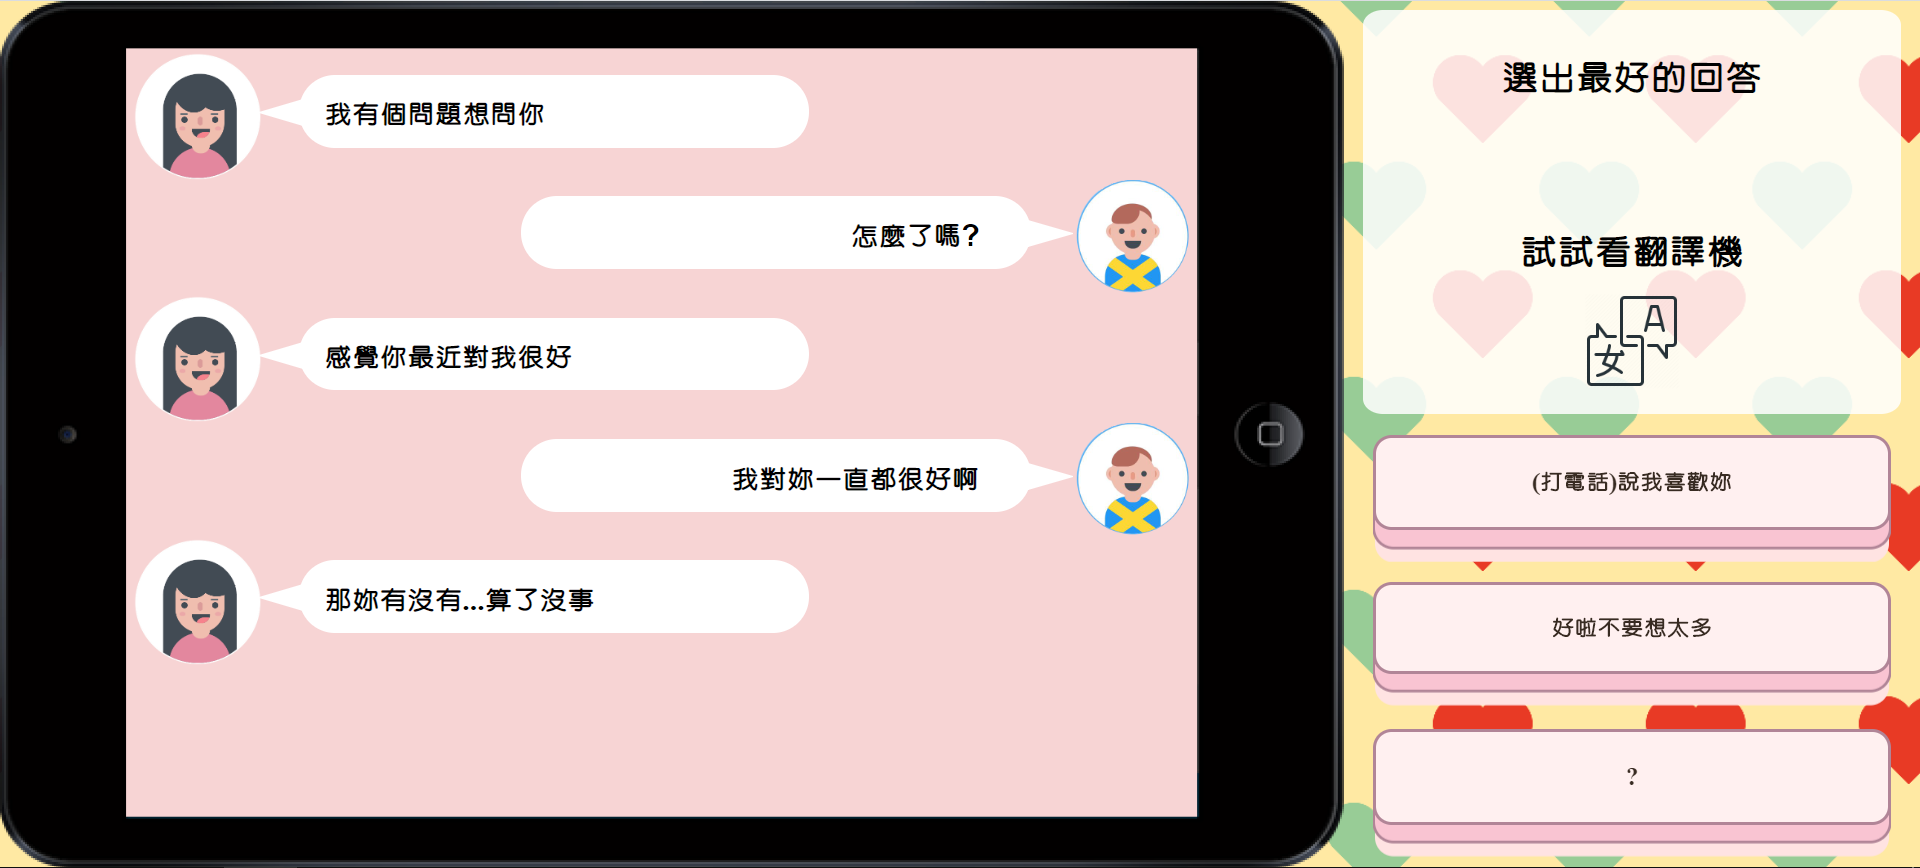 我有個問題想問你
怎麼了嗎?
感覺你最近對我很好
我對妳一直都很好啊
那妳有沒有...算了沒事
選出最好的回答
試試看翻譯機
A
女
(打電話)說我喜歡妳
好啦不要想太多
?